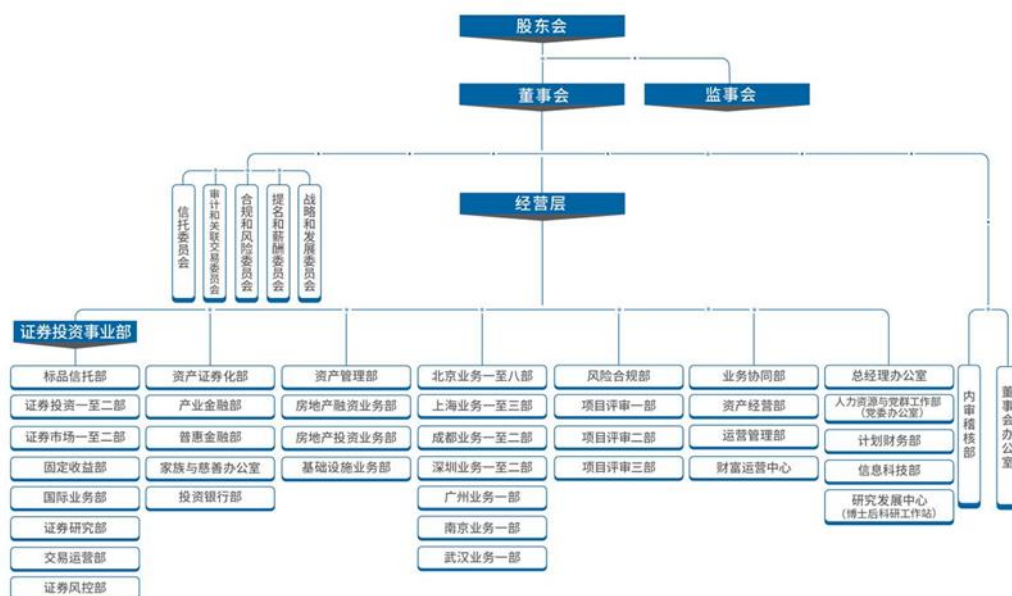 股东会
董事会
监事会
信托委员会
审计和关联交易委员会
合规和风险委员会
提名和薪酬委员会
战略和发展委员会
经营层
证券投资事业部
标品信托部
证券投资一至二部
证券市场一至二部
固定收益部
国际业务部
证券研究部
交易运营部
证券风控部
资产证券化部
产业金融部
普惠金融部
家族与慈善办公室
投资银行部
资产管理部
房地产融资业务部
房地产投资业务部
基础设施业务部
北京业务一至八部
上海业务一至三部
成都业务一至二部
深圳业务一至二部
广州业务一部
南京业务一部
武汉业务一部
风险合规部
项目评审一部
项目评审二部
项目评审三部
业务协同部
资产经营部
运营管理部
财富运营中心
总经理办公室
人力资源与党群工作部
（党委办公室）
计划财务部
信息科技部
研究发展中心
（博士后科研工作站）
内审稽核部
董事会办公室